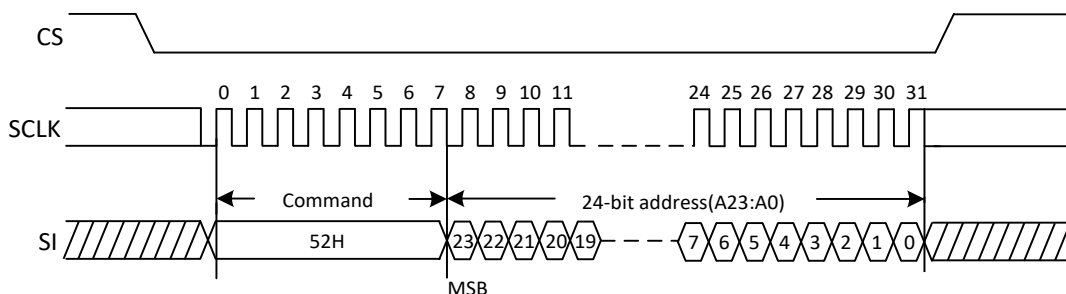 CS
0 1 2 3 4 5 6 7 8 9 10 11 24 25 26 27 28 29 30 31
SCLK
Command 24-bit address(A23:A0)
SI 52H 23 22 21 20 19 7 6 5 4 3 2 1 0
MSB